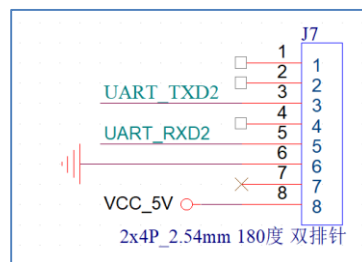 J7
1 1
2 2
UART_TXD2 3 3
4 4
UART_RXD2 5 5
6 6
7 7
VCC_5V 8 8
2x4P_2.54mm 180度 双排针